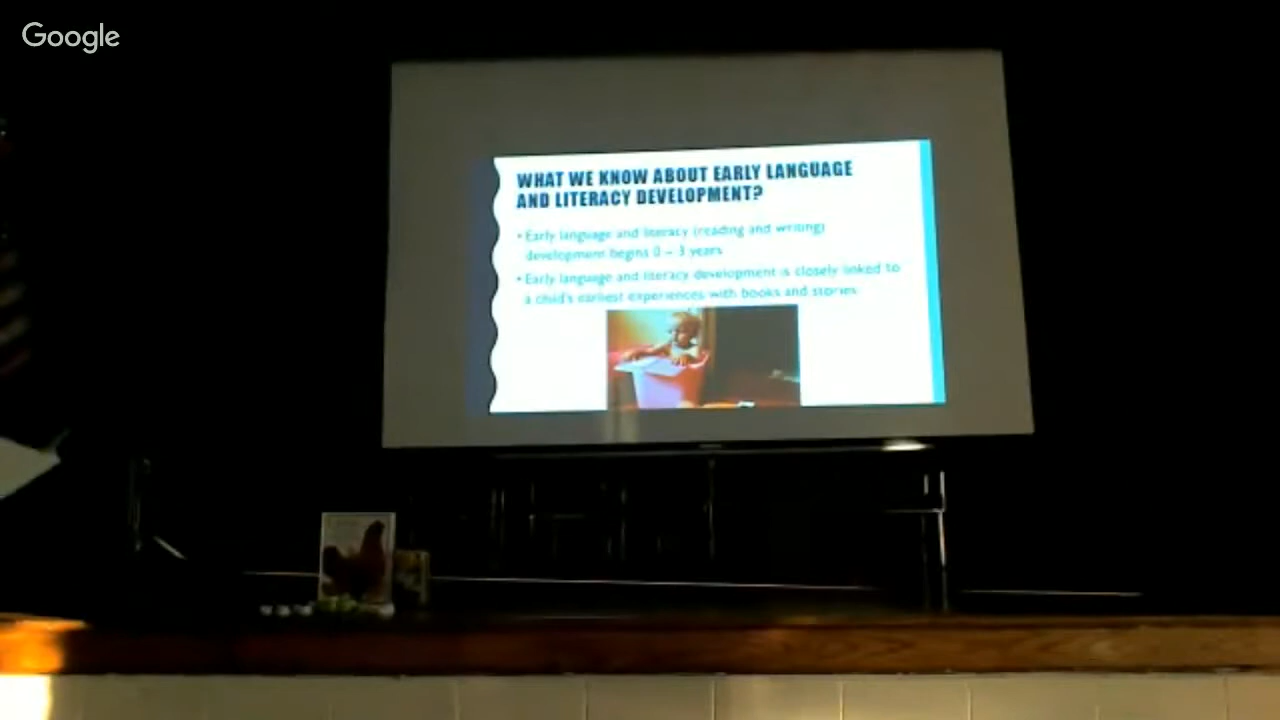 Google
WHAT WE KNOW ABOUT EARLY LANGUAGE
AND LITERACY DEVELOPMENT?
• Early language and literacy (reading and writing)
development begins 0 – 3 years
• Early language and literacy development is closely linked to
a child's earliest experiences with books and stories